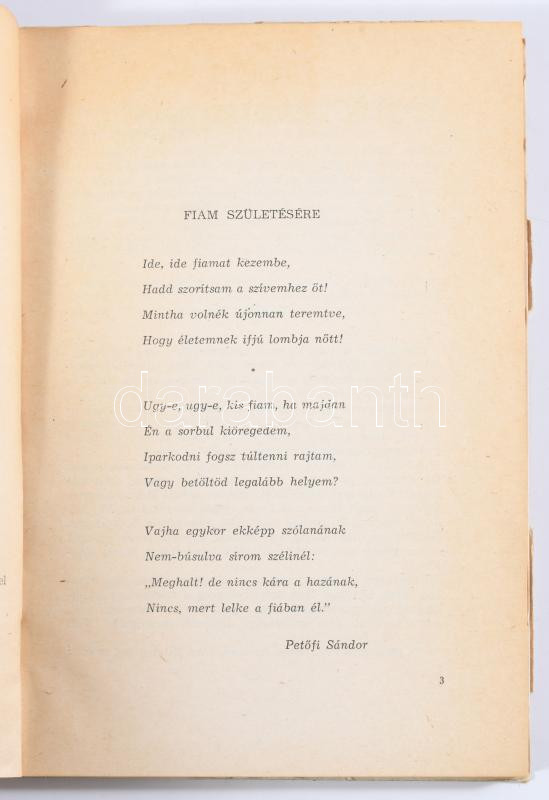 FIAM SZÜLETÉSÉRE
Ide, ide fiamat kezembe,
Hadd szorítsam a szívemhez őt!
Mintha volnék újonnan teremtve,
Hogy életemnek ifjú lombja nőtt!
*
Ugy-e, ugy-e, kis fiam, ha majdan
Én a sorbul kiöregedem,
Iparkodni fogsz túltenni rajtam,
Vagy betöltöd legalább helyem?
Vajha egykor ekképp szólanának
Nem-búsulva sírom szélinél:
„Meghalt! de nincs kára a hazának,
Nincs, mert lelke a fiában él."
Petőfi Sándor
3
el
darabanth